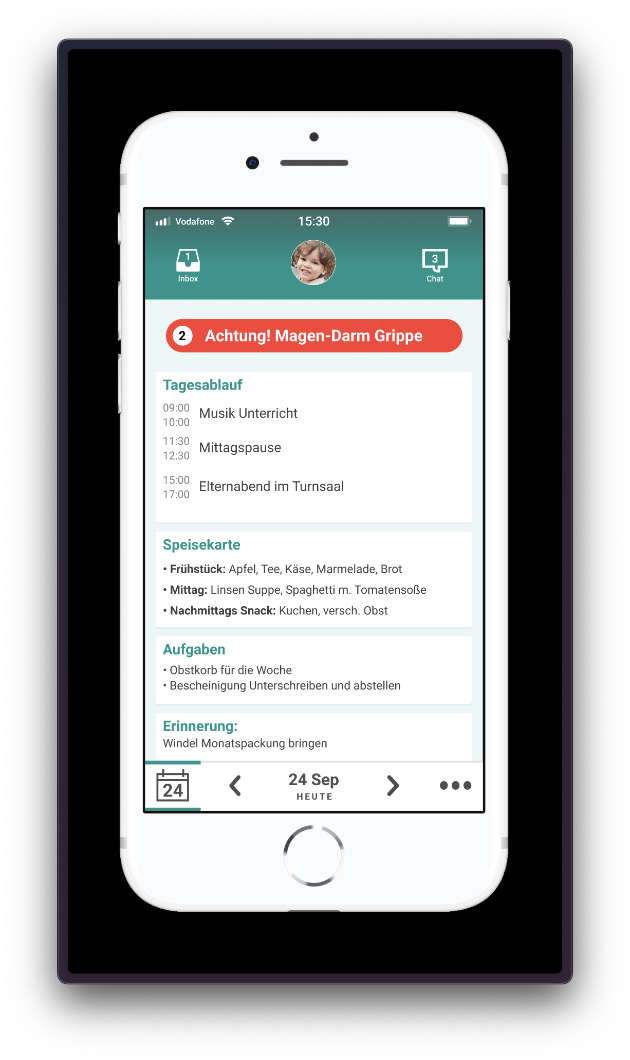 Vodafone 15:30
1 3
Inbox Chat
2 Achtung! Magen-Darm Grippe
Tagesablauf
09:00
10:00 Musik Unterricht
11:30
12:30 Mittagspause
15:00
17:00 Elternabend im Turnsaal
Speisekarte
• Frühstück: Apfel, Tee, Käse, Marmelade, Brot
• Mittag: Linsen Suppe, Spaghetti m. Tomatensoße
• Nachmittags Snack: Kuchen, versch. Obst
Aufgaben
• Obstkorb für die Woche
• Bescheinigung Unterschreiben und abstellen
Erinnerung:
Windel Monatspackung bringen
24 24 Sep
HEUTE